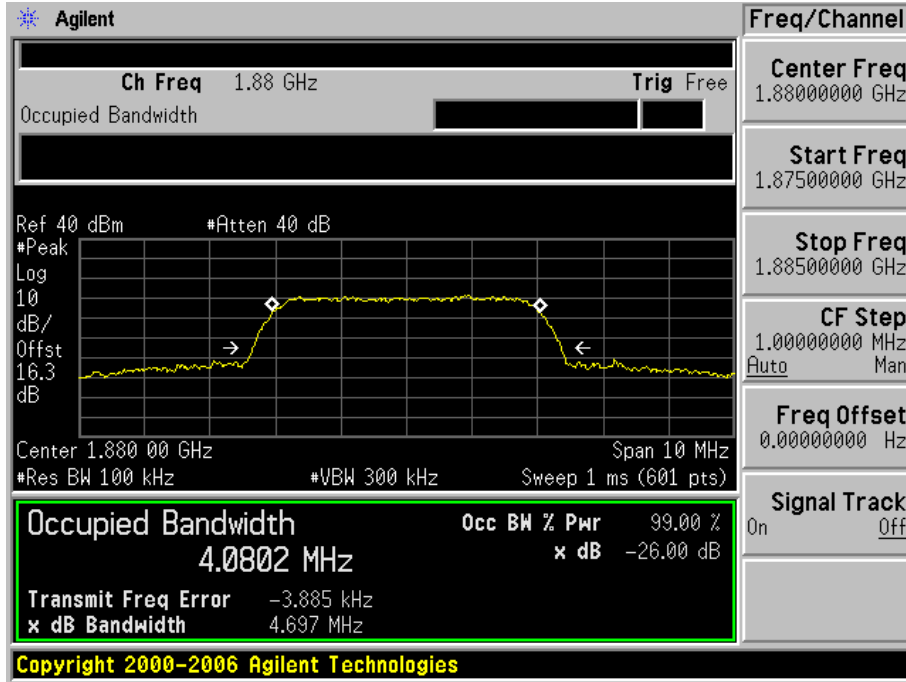 Agilent
Freq/Channel
Ch Freq 1.88 GHz Trig Free
Occupied Bandwidth
Center Freq
1.88000000 GHz
Start Freq
1.87500000 GHz
Stop Freq
1.88500000 GHz
CF Step
1.00000000 MHz
Auto Man
Freq Offset
0.00000000 Hz
Signal Track
On Off
Ref 40 dBm #Atten 40 dB
#Peak
Log
10
dB/
Offst
16.3
dB
Center 1.880 00 GHz Span 10 MHz
#Res BW 100 kHz #VBW 300 kHz Sweep 1 ms (601 pts)
Occupied Bandwidth Occ BW % Pwr 99.00 %
4.0802 MHz x dB -26.00 dB
Transmit Freq Error -3.885 kHz
x dB Bandwidth 4.697 MHz
Copyright 2000-2006 Agilent Technologies